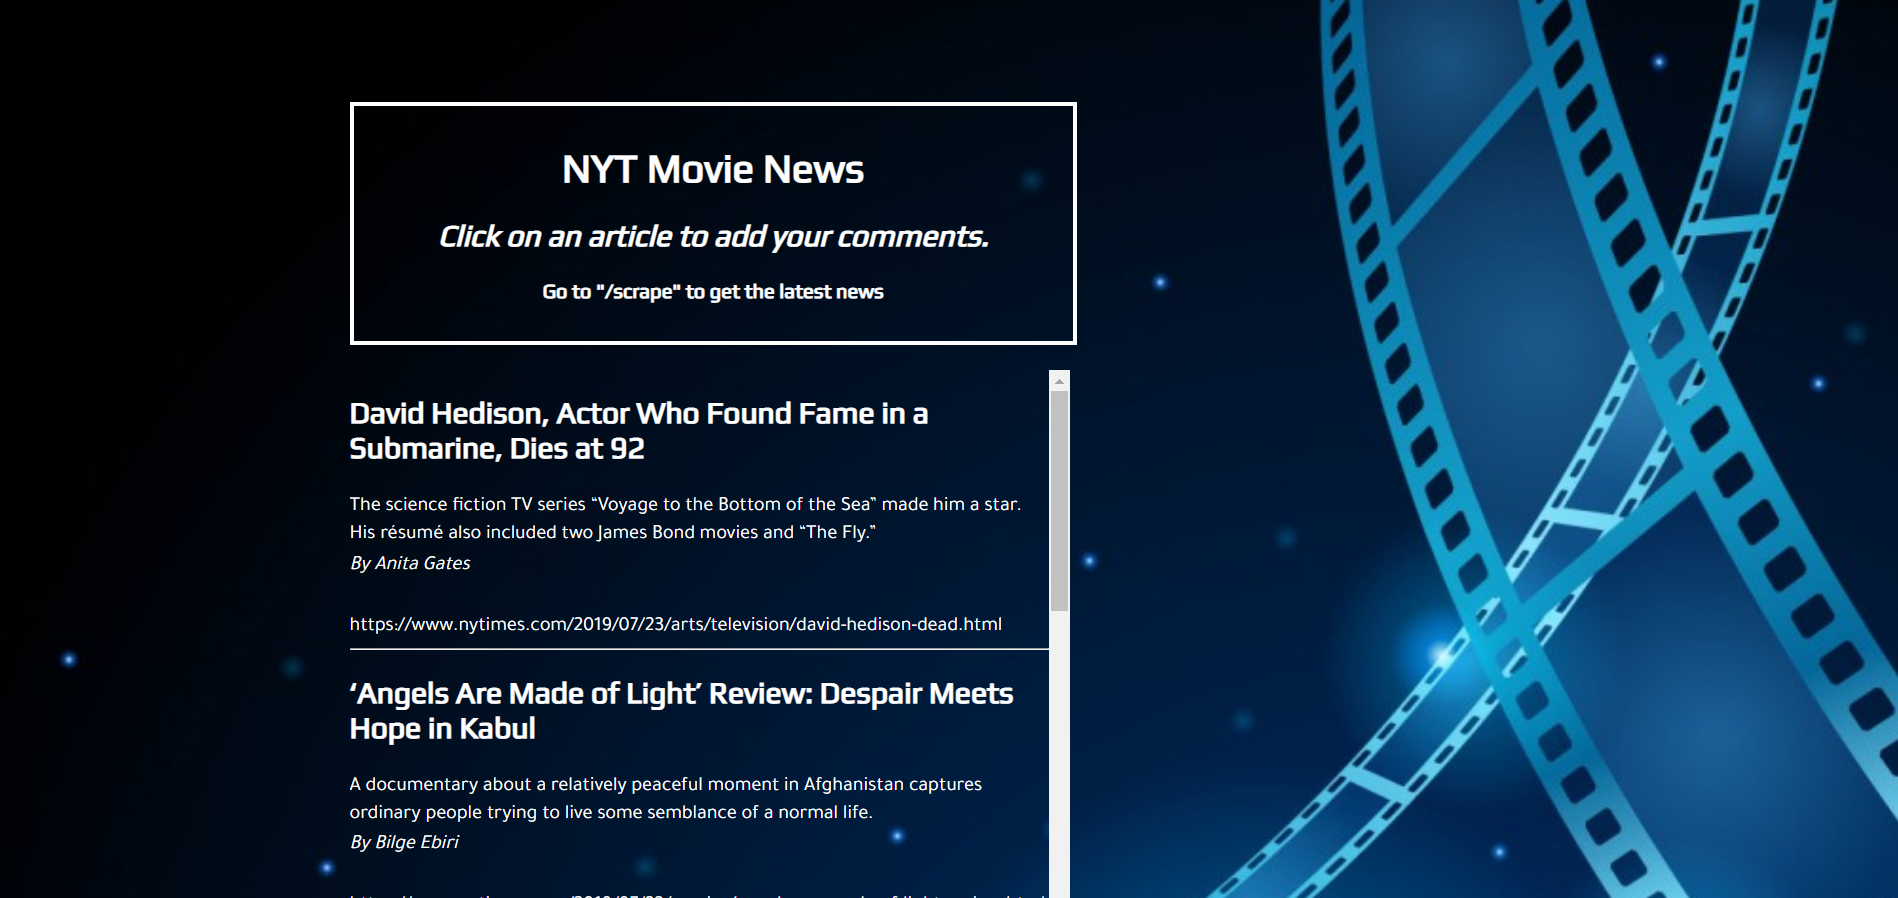 NYT Movie News
Click on an article to add your comments.
Go to "/scrape" to get the latest news
David Hedison, Actor Who Found Fame in a
Submarine, Dies at 92
The science fiction TV series “Voyage to the Bottom of the Sea” made him a star.
His résumé also included two James Bond movies and “The Fly.”
By Anita Gates
https://www.nytimes.com/2019/07/23/arts/television/david-hedison-dead.html
‘Angels Are Made of Light’ Review: Despair Meets
Hope in Kabul
A documentary about a relatively peaceful moment in Afghanistan captures
ordinary people trying to live some semblance of a normal life.
By Bilge Ebiri